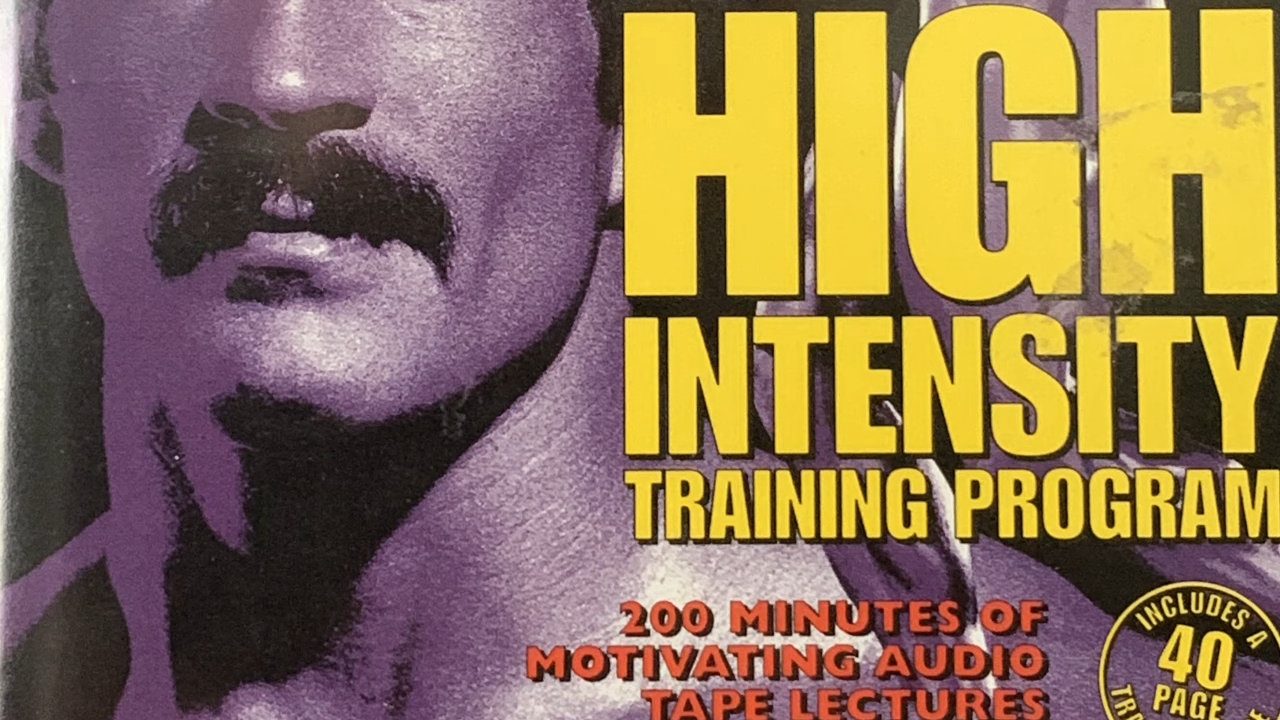 HIGH
INTENSITY
TRAINING PROGRAM
200 MINUTES OF
MOTIVATING AUDIO
TAPE LECTURES
INCLUDES A
40
PAGE